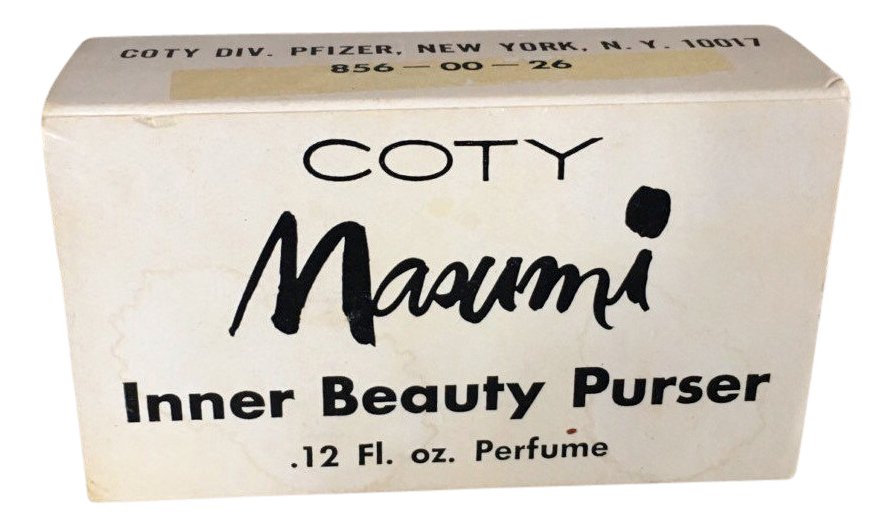 COTY DIV. PFIZER, NEW YORK, N.Y. 10017
856-00-26
COTY
Masumi
Inner Beauty Purser
.12 Fl. oz. Perfume